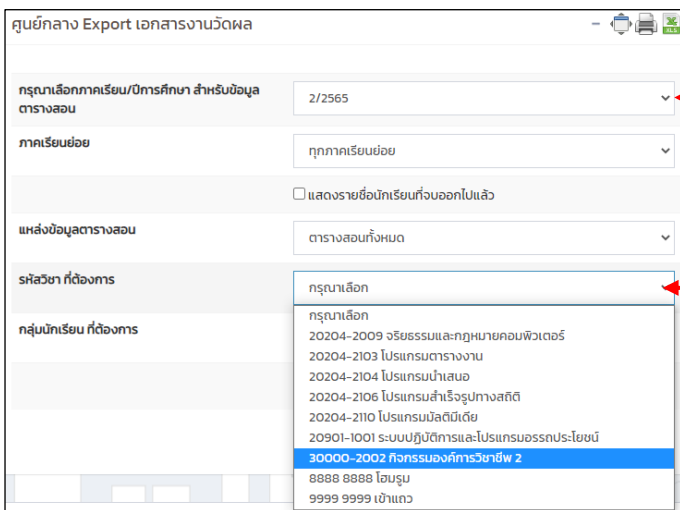 ศูนย์กลาง Export เอกสารงานวัดผล
XLS
กรุณาเลือกภาคเรียน/ปีการศึกษา สำหรับข้อมูล
ตารางสอน
2/2565
ภาคเรียนย่อย
ทุกภาคเรียนย่อย
แสดงรายชื่อนักเรียนที่จบออกไปแล้ว
แหล่งข้อมูลตารางสอน
ตารางสอนทั้งหมด
รหัสวิชา ที่ต้องการ
กรุณาเลือก
กลุ่มนักเรียน ที่ต้องการ
กรุณาเลือก
20204-2009 จริยธรรมและกฎหมายคอมพิวเตอร์
20204-2103 โปรแกรมตารางงาน
20204-2104 โปรแกรมนำเสนอ
20204-2106 โปรแกรมสำเร็จรูปทางสถิติ
20204-2110 โปรแกรมมัลติมีเดีย
20901-1001 ระบบปฏิบัติการและโปรแกรมอรรถประโยชน์
30000-2002 กิจกรรมองค์การวิชาชีพ 2
8888 8888 โฮมรูม
9999 9999 เข้าแถว